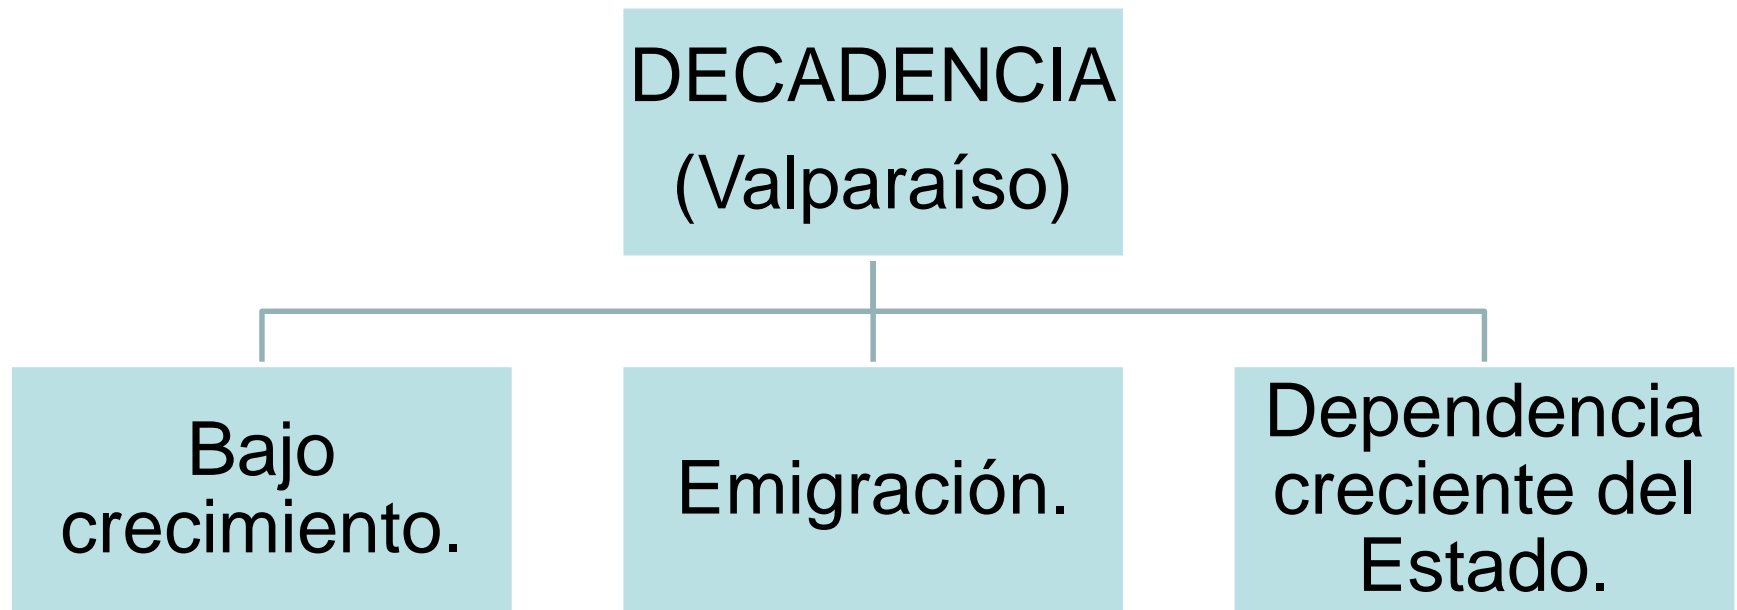 DECADENCIA
(Valparaíso)
Bajo
crecimiento.
Emigración.
Dependencia
creciente del
Estado.